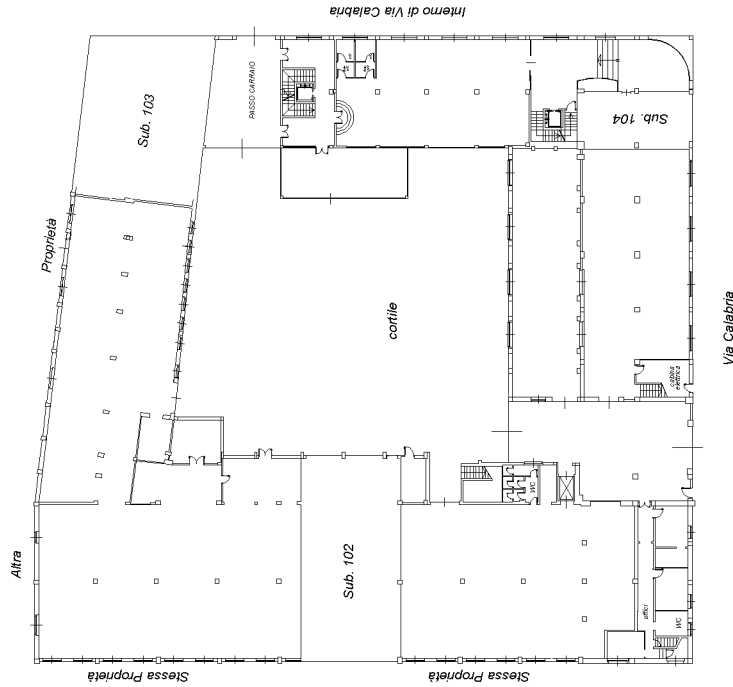 Interno di Via Calabria
PASSO CARRAIO
Sub. 103
Sub. 104
Proprietà
cortile
Via Calabria
cabina
elettrica
WC
Sub. 102
Altra
uffici
WC
Stessa Proprietà
Stessa Proprietà